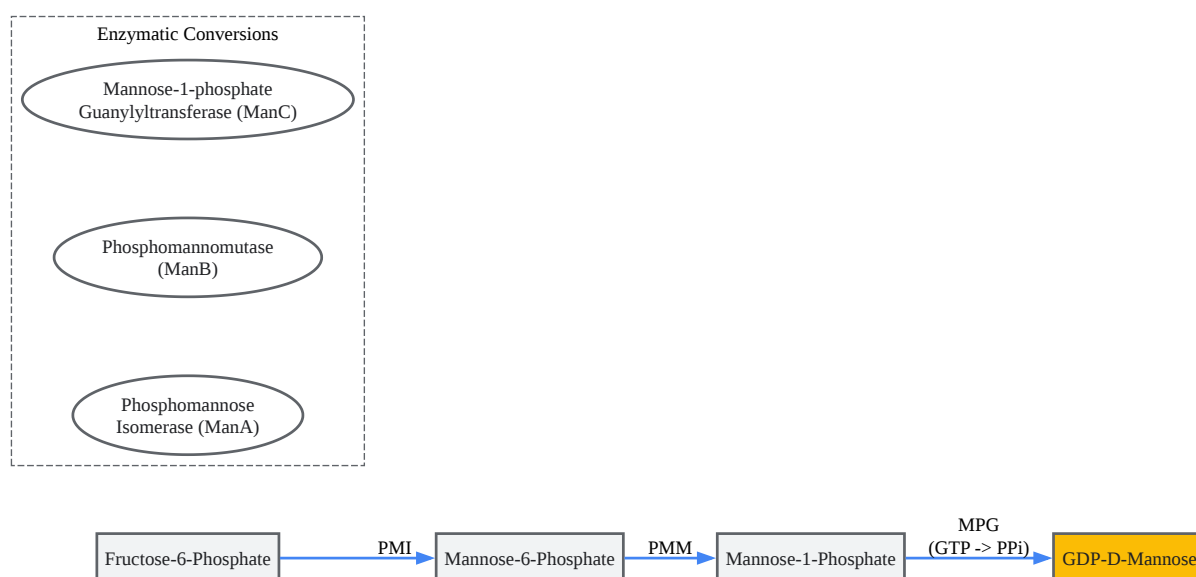 Enzymatic Conversions
Mannose-1-phosphate
Guanylyltransferase (ManC)
Phosphomannomutase
(ManB)
Phosphomannose
Isomerase (ManA)
Fructose-6-Phosphate
PMI
Mannose-6-Phosphate
PMM
Mannose-1-Phosphate
MPG
(GTP -> PPi)
GDP-D-Mannose